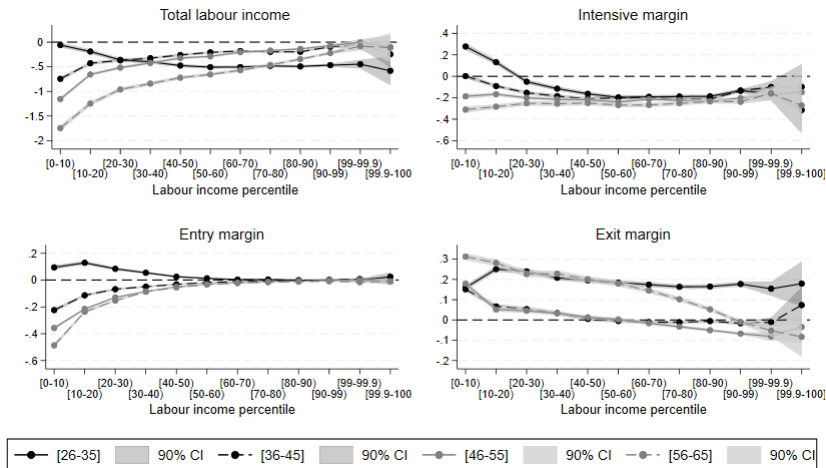 Total labour income
0
-.5
-1
-1.5
-2
[0-10) [20-30) [40-50) [60-70) [80-90) [99-99.9)
[10-20) [30-40) [50-60) [70-80) [90-99) [99.9-100]
Labour income percentile
Intensive margin
.4
.2
0
-.2
-.4
-.6
[0-10) [20-30) [40-50) [60-70) [80-90) [99-99.9)
[10-20) [30-40) [50-60) [70-80) [90-99) [99.9-100]
Labour income percentile
Entry margin
.2
0
-.2
-.4
-.6
[0-10) [20-30) [40-50) [60-70) [80-90) [99-99.9)
[10-20) [30-40) [50-60) [70-80) [90-99) [99.9-100]
Labour income percentile
Exit margin
.3
.2
.1
0
-.1
-.2
[0-10) [20-30) [40-50) [60-70) [80-90) [99-99.9)
[10-20) [30-40) [50-60) [70-80) [90-99) [99.9-100]
Labour income percentile
[26-35] 90% CI [36-45] 90% CI [46-55] 90% CI [56-65] 90% CI